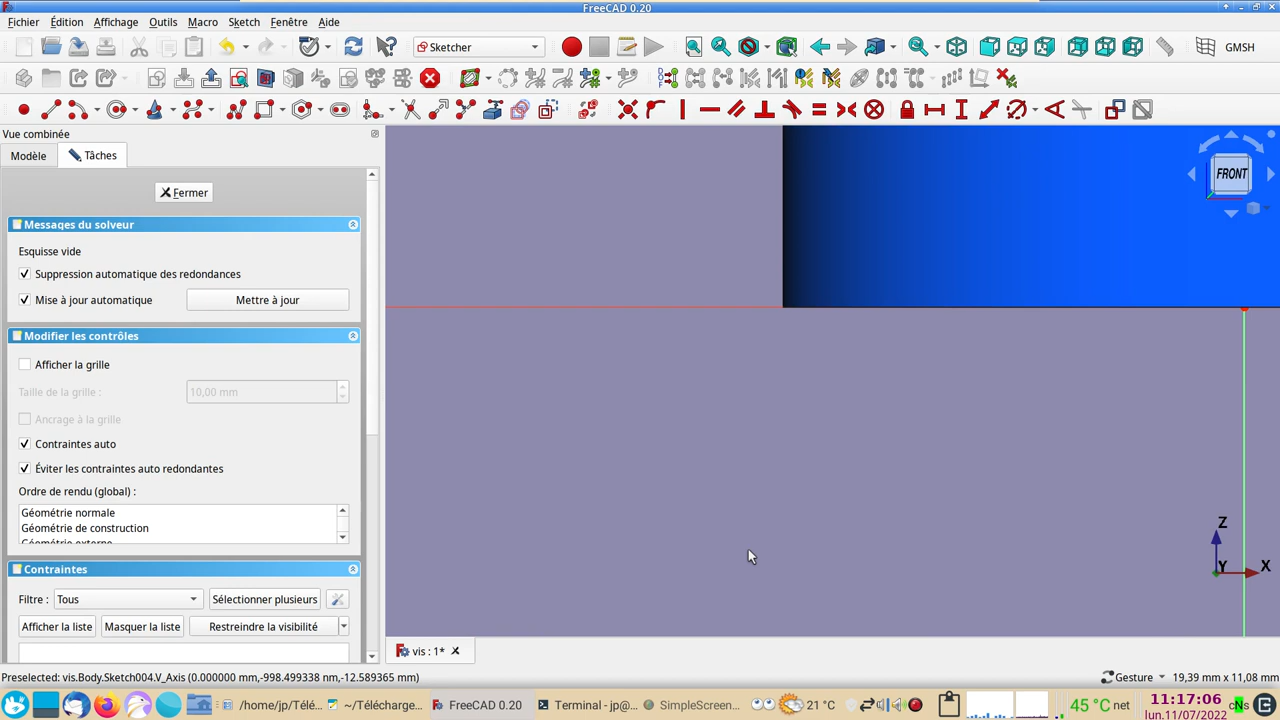 FreeCAD 0.20
Fichier Édition Affichage Outils Macro Sketch Fenêtre Aide
Sketcher
GMSH
Vue combinée
Modèle Tâches
Fermer
Messages du solveur
Esquisse vide
Suppression automatique des redondances
Mise à jour automatique Mettre à jour
Modifier les contrôles
Afficher la grille
Taille de la grille : 10,00 mm
Ancrage à la grille
Contraintes auto
Éviter les contraintes auto redondantes
Ordre de rendu (global) :
Géométrie normale
Géométrie de construction
Géométrie externe
Contraintes
Filtre : Tous Sélectionner plusieurs
Afficher la liste Masquer la liste Restreindre la visibilité
FRONT
Z
Y X
vis : 1*
Preselected: vis.Body.Sketch004.V_Axis (0.000000 mm,-998.499338 mm,-12.589365 mm) Gesture 19,39 mm x 11,08 mm
/home/jp/Télé... ~/Télécharge... FreeCAD 0.20 Terminal - jp@... SimpleScreen... 21 °C 45 °C net 11:17:06 cNs
lun.11/07/2022